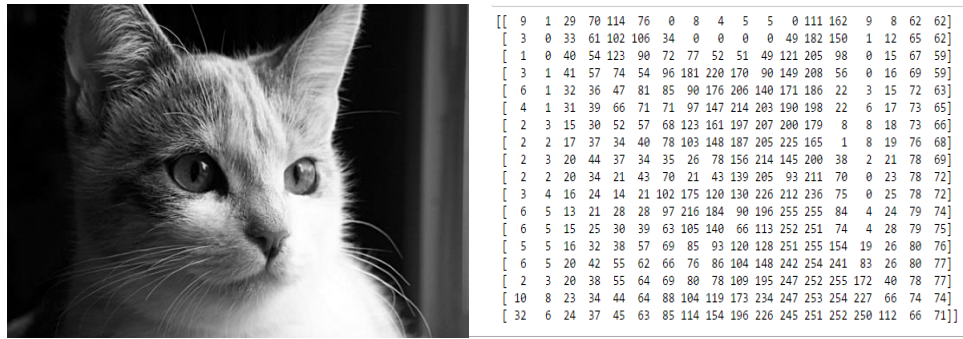 [[ 9 1 29 70 114 76 0 8 4 5 5 0 111 162 9 8 62 62]
[ 3 0 33 61 102 106 34 0 0 0 0 49 182 150 1 12 65 62]
[ 1 0 40 54 123 90 72 77 52 51 49 121 205 98 0 15 67 59]
[ 3 1 41 57 74 54 96 181 220 170 90 149 208 56 0 16 69 59]
[ 6 1 32 36 47 81 85 90 176 206 140 171 186 22 3 15 72 63]
[ 4 1 31 39 66 71 71 97 147 214 203 190 198 22 6 17 73 65]
[ 2 3 15 30 52 57 68 123 161 197 207 200 179 8 8 18 73 66]
[ 2 2 17 37 34 40 78 103 148 187 205 225 165 1 8 19 76 68]
[ 2 3 20 44 37 34 35 26 78 156 214 145 200 38 2 21 78 69]
[ 2 2 20 34 21 43 70 21 43 139 205 93 211 70 0 23 78 72]
[ 3 4 16 24 14 21 102 175 120 130 226 212 236 75 0 25 78 72]
[ 6 5 13 21 28 28 97 216 184 90 196 255 255 84 4 24 79 74]
[ 6 5 15 25 30 39 63 105 140 66 113 252 251 74 4 28 79 75]
[ 5 5 16 32 38 57 69 85 93 120 128 251 255 154 19 26 80 76]
[ 6 5 20 42 55 62 66 76 86 104 148 242 254 241 83 26 80 77]
[ 2 3 20 38 55 64 69 80 78 109 195 247 252 255 172 40 78 77]
[ 10 8 23 34 44 64 88 104 119 173 234 247 253 254 227 66 74 74]
[ 32 6 24 37 45 63 85 114 154 196 226 245 251 252 250 112 66 71]]